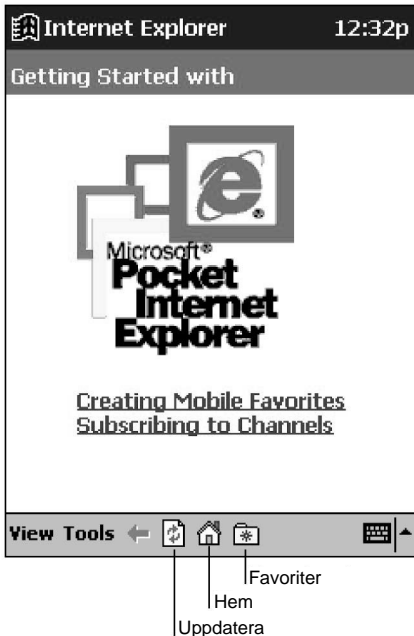 Internet Explorer 12:32p
Getting Started with
Microsoft®
Pocket
Internet
Explorer
Creating Mobile Favorites
Subscribing to Channels
View Tools
Favoriter
Hem
Uppdatera